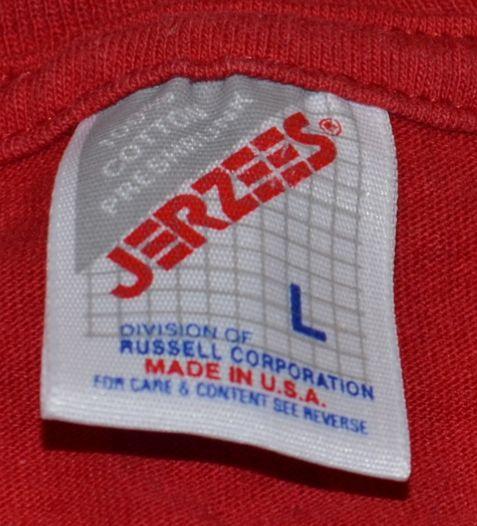 100%
COTTON
PRESHRUNK
JERZEES®
L
DIVISION OF
RUSSELL CORPORATION
MADE IN U.S.A.
FOR CARE & CONTENT SEE REVERSE